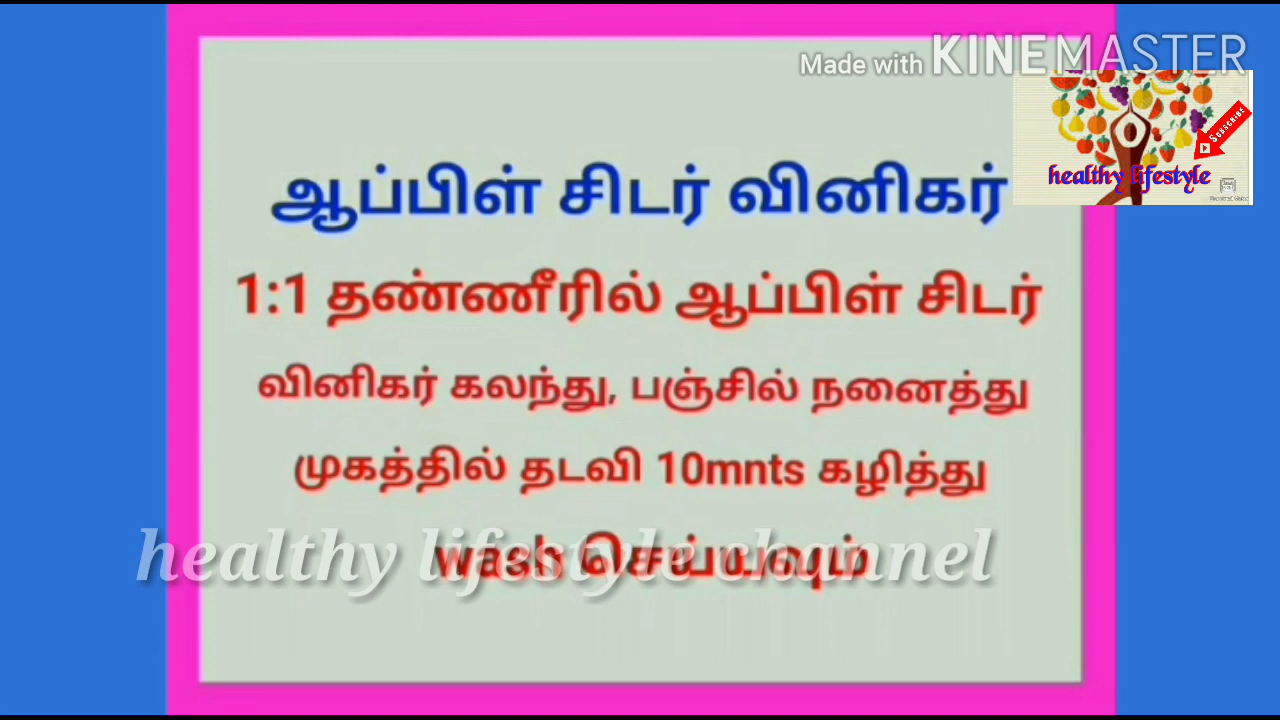 Made with KINEMASTER
SUBSCRIBE
healthy lifestyle
ஆப்பிள் சிடர் வினிகர்
1:1 தண்ணீரில் ஆப்பிள் சிடர்
வினிகர் கலந்து, பஞ்சில் நனைத்து
முகத்தில் தடவி 10mnts கழித்து
wash செய்யவும்
healthy lifestyle channel